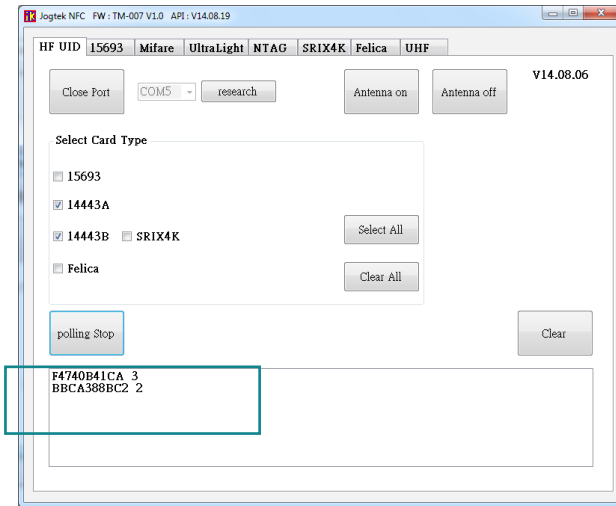 Jogtek NFC FW : TM-007 V1.0 API : V14.08.19
HF UID 15693 Mifare UltraLight NTAG SRIX4K Felica UHF
V14.08.06
Close Port COM5 research Antenna on Antenna off
Select Card Type
15693
14443A
14443B SRIX4K
Select All
Felica
Clear All
polling Stop Clear
F4740B41CA 3
BBCA388BC2 2